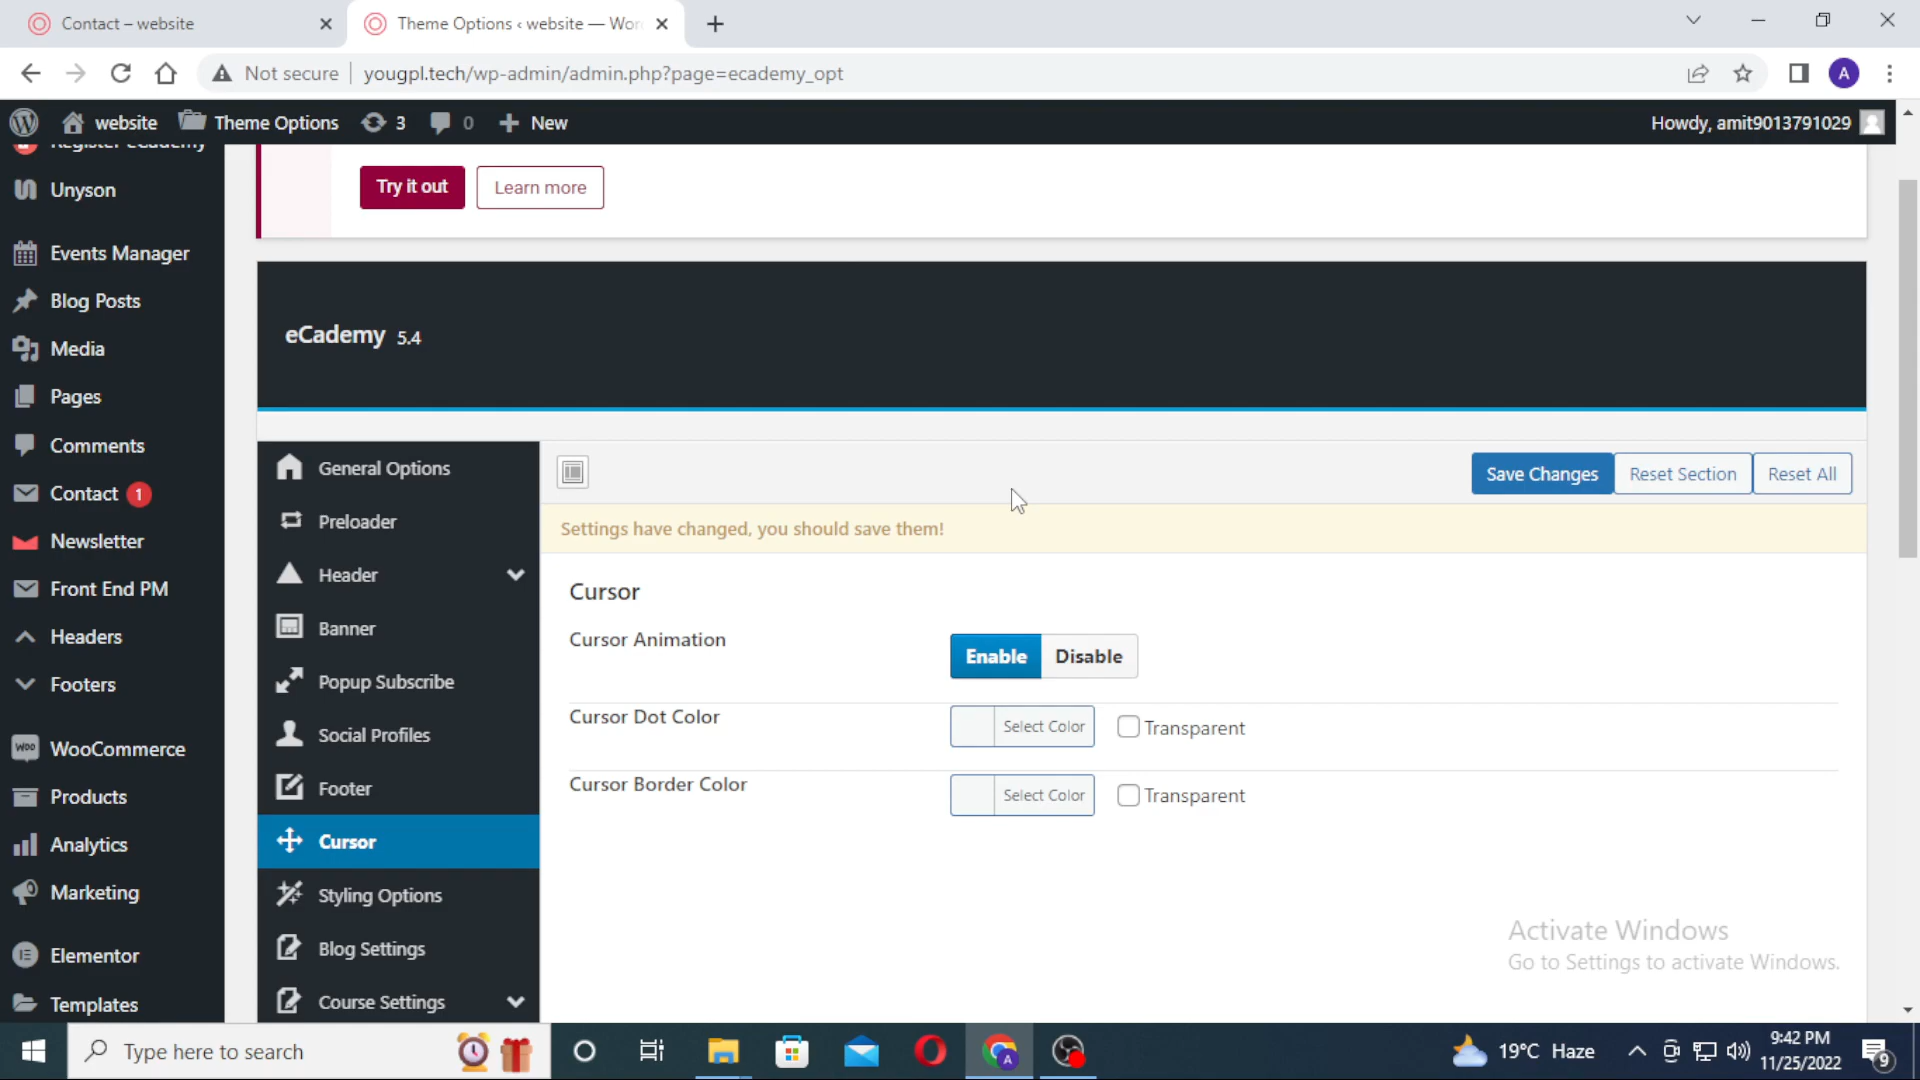 Contact – website
Theme Options ‹ website — Wor
Not secure
yougpl.tech/wp-admin/admin.php?page=ecademy_opt
A
website
Theme Options
3
0
New
Howdy, amit9013791029
Register eCademy
Unyson
Events Manager
Blog Posts
Media
Pages
Comments
Contact 1
Newsletter
Front End PM
Headers
Footers
WooCommerce
Products
Analytics
Marketing
Elementor
Templates
Try it out
Learn more
eCademy 5.4
General Options
Preloader
Header
Banner
Popup Subscribe
Social Profiles
Footer
Cursor
Styling Options
Blog Settings
Course Settings
Save Changes
Reset Section
Reset All
Settings have changed, you should save them!
Cursor
Cursor Animation
Enable
Disable
Cursor Dot Color
Select Color
Transparent
Cursor Border Color
Select Color
Transparent
Activate Windows
Go to Settings to activate Windows.
Type here to search
19°C Haze
9:42 PM
11/25/2022
9